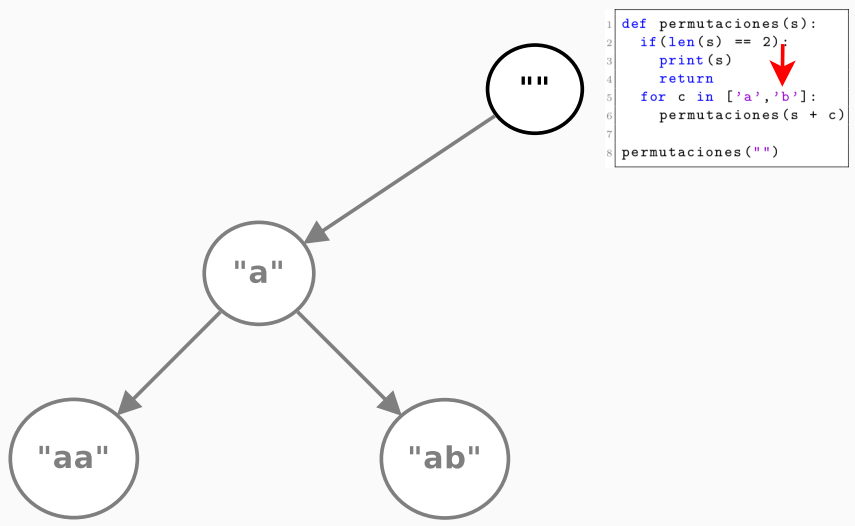 1 def permutaciones(s):
2   if(len(s) == 2):
3     print(s)
4     return
5   for c in ['a','b']:
6     permutaciones(s + c)
7
8 permutaciones("")
""
"a"
"aa"
"ab"